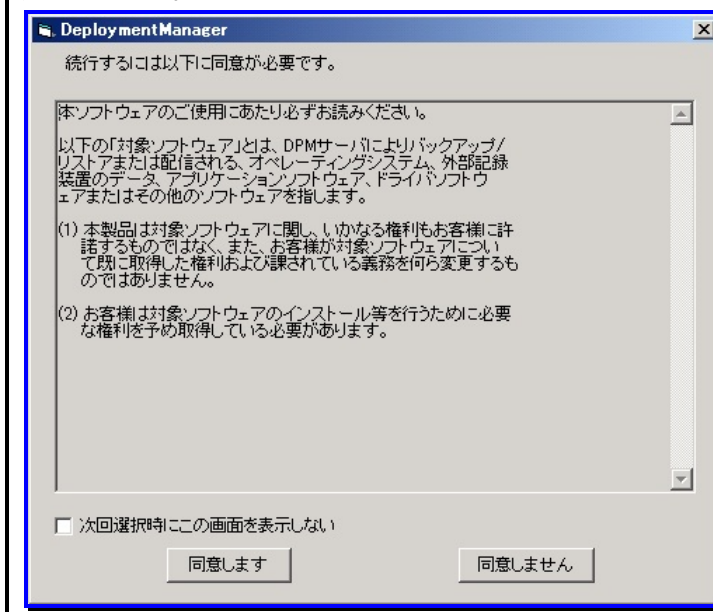 DeploymentManager
続行するには以下に同意が必要です。
本ソフトウェアのご使用にあたり必ずお読みください。
以下の「対象ソフトウェア」とは、DPMサーバによりバックアップ/
リストアまたは配信される、オペレーティングシステム、外部記録
装置のデータ、アプリケーションソフトウェア、ドライバソフトウ
ェアまたはその他のソフトウェアを指します。
(1) 本製品は対象ソフトウェアに関し、いかなる権利もお客様に許
諾するものではなく、また、お客様が対象ソフトウェアについ
て既に取得した権利および課されている義務を何ら変更するも
のではありません。
(2) お客様は対象ソフトウェアのインストール等を行うために必要
な権利を予め取得している必要があります。
次回選択時にこの画面を表示しない
同意します
同意しません